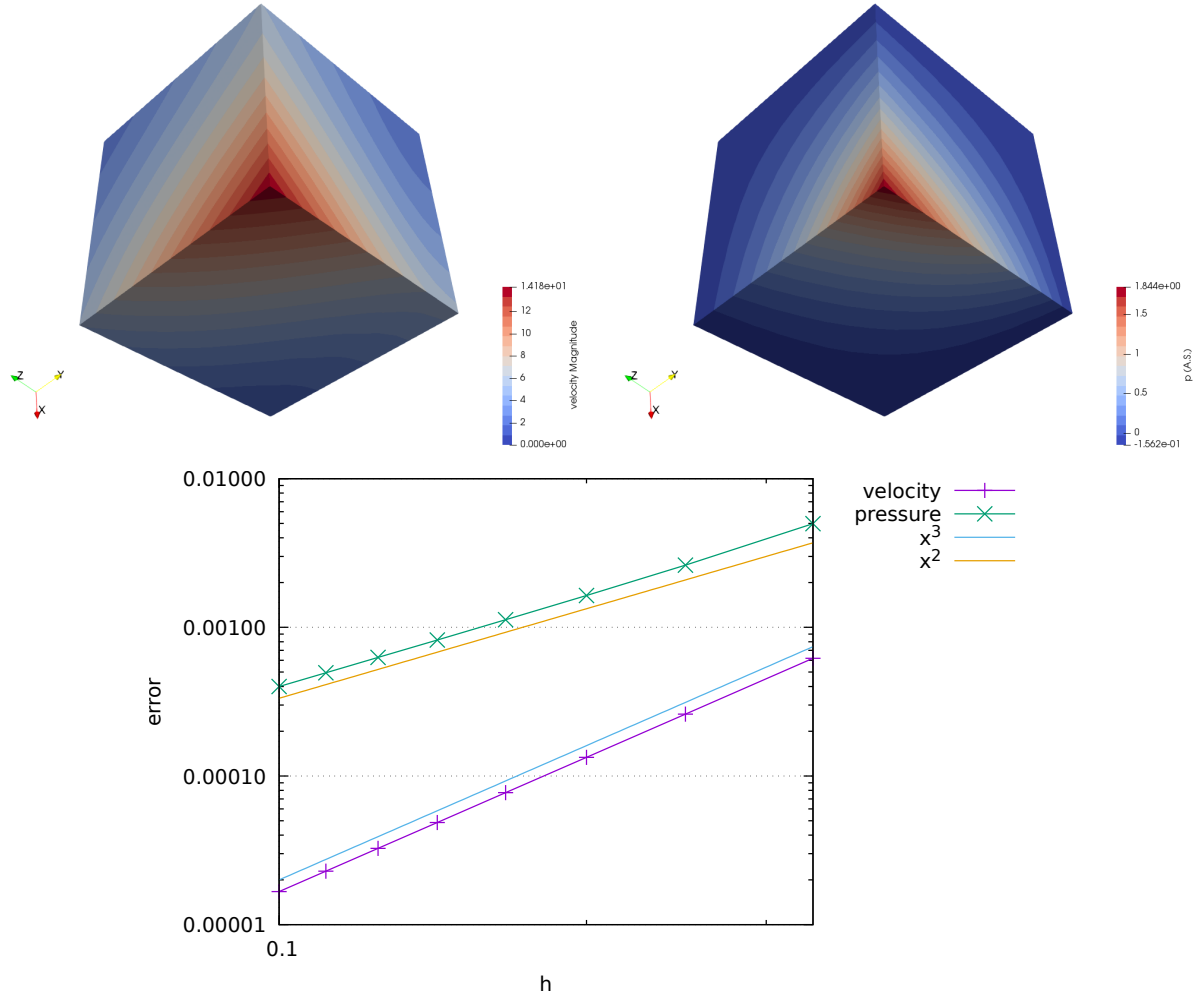 1.418e+01
12
10
8
6
4
2
0.000e+00
velocity Magnitude
Z
Y
X
1.844e+00
1.5
1
0.5
0
-1.562e-01
p (A.S.)
Z
Y
X
0.01000
0.00100
0.00010
0.00001
0.1
error
h
velocity
pressure
x³
x²